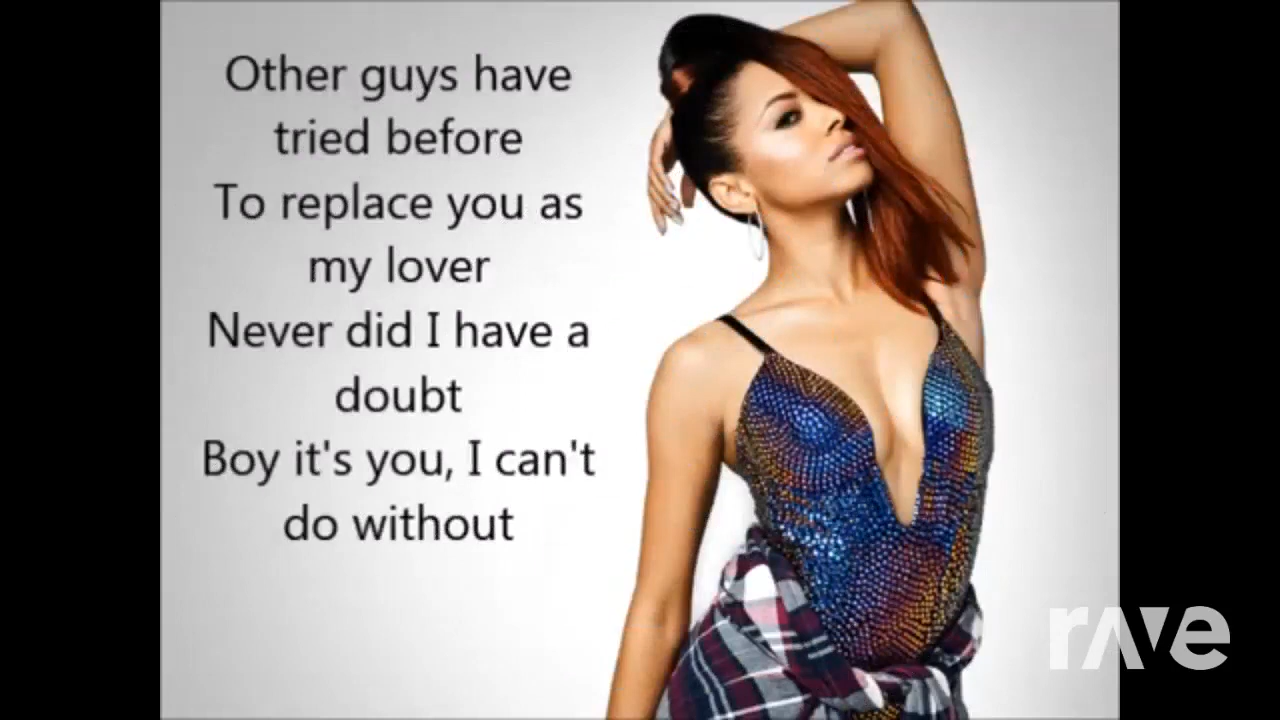 Other guys have
tried before
To replace you as
my lover
Never did I have a
doubt
Boy it's you, I can't
do without
rave